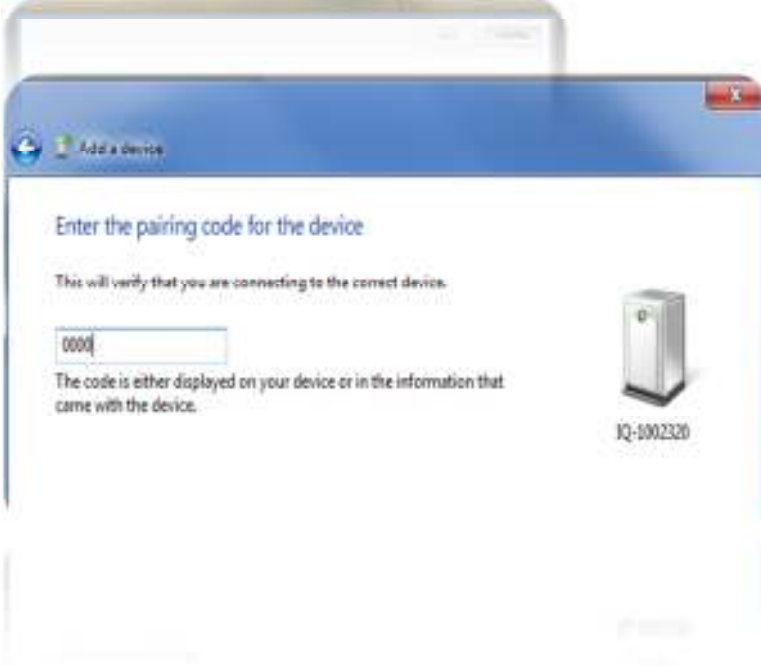 Add a device
Enter the pairing code for the device
This will verify that you are connecting to the correct device.
0000
The code is either displayed on your device or in the information that
came with the device.
IQ-1002320